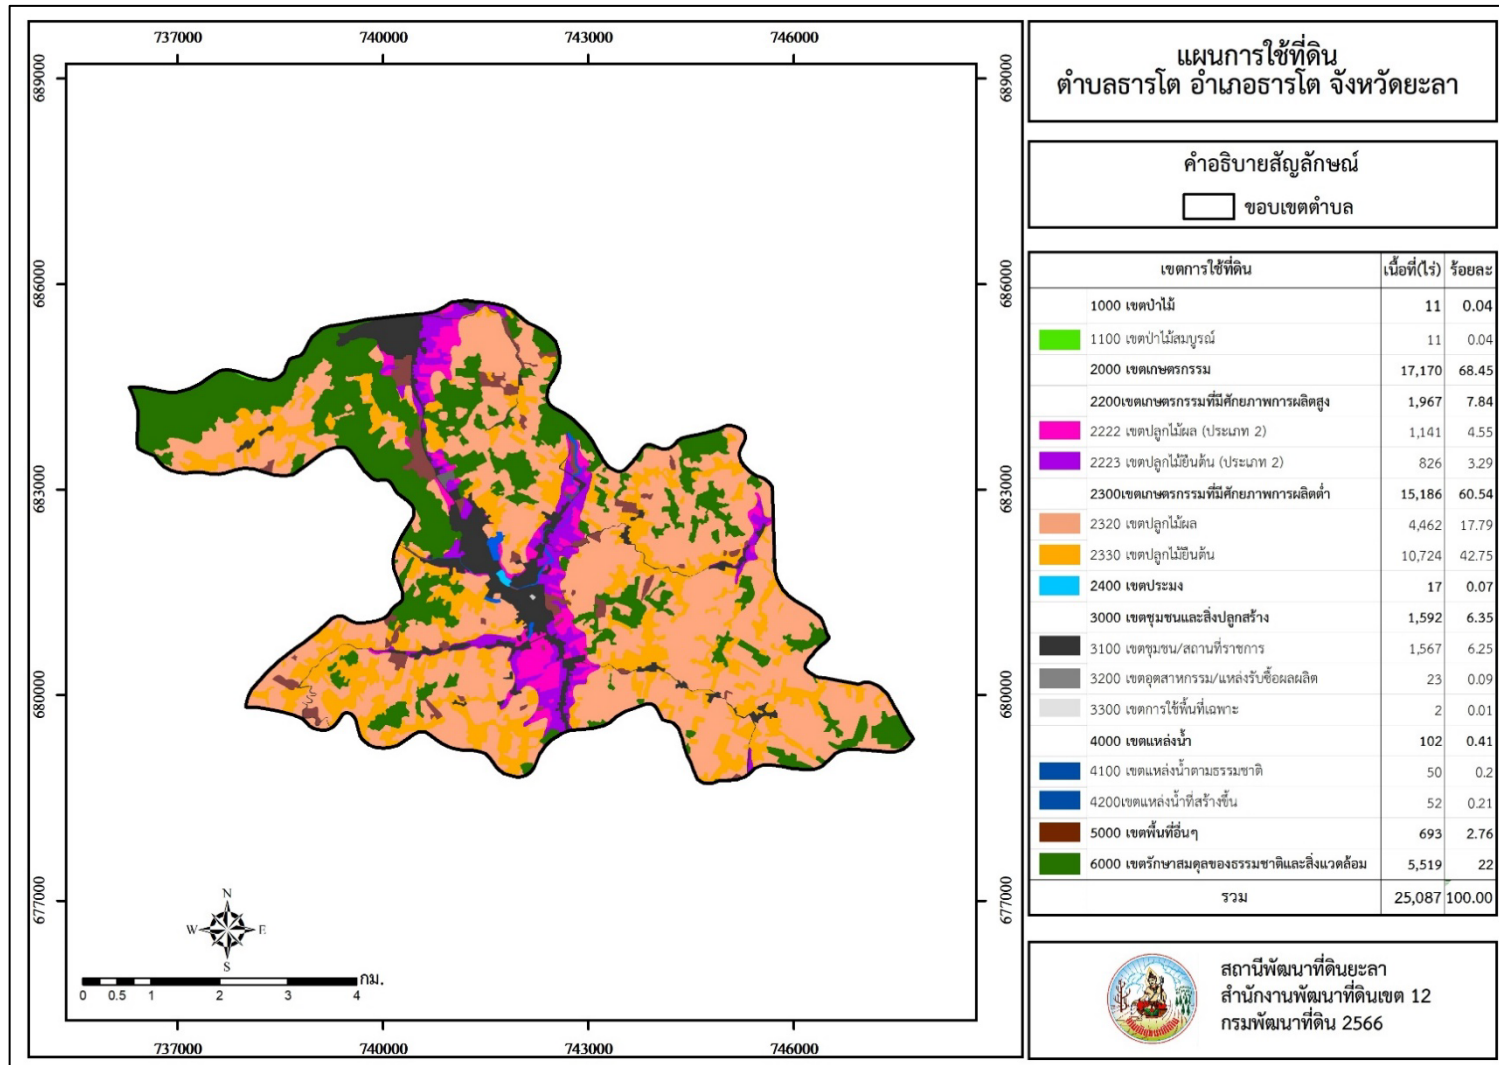 737000 740000 743000 746000
689000 689000
686000 686000
683000 683000
680000 680000
677000 677000
N
W E
S
กม.
0 0.5 1 2 3 4
737000 740000 743000 746000
แผนการใช้ที่ดิน
ตำบลธารโต อำเภอธารโต จังหวัดยะลา
คำอธิบายสัญลักษณ์
ขอบเขตตำบล
เขตการใช้ที่ดิน เนื้อที่(ไร่) ร้อยละ
1000 เขตป่าไม้ 11 0.04
1100 เขตป่าไม้สมบูรณ์ 11 0.04
2000 เขตเกษตรกรรม 17,170 68.45
2200เขตเกษตรกรรมที่มีศักยภาพการผลิตสูง 1,967 7.84
2222 เขตปลูกไม้ผล (ประเภท 2) 1,141 4.55
2223 เขตปลูกไม้ยืนต้น (ประเภท 2) 826 3.29
2300เขตเกษตรกรรมที่มีศักยภาพการผลิตต่ำ 15,186 60.54
2320 เขตปลูกไม้ผล 4,462 17.79
2330 เขตปลูกไม้ยืนต้น 10,724 42.75
2400 เขตประมง 17 0.07
3000 เขตชุมชนและสิ่งปลูกสร้าง 1,592 6.35
3100 เขตชุมชน/สถานที่ราชการ 1,567 6.25
3200 เขตอุตสาหกรรม/แหล่งรับซื้อผลผลิต 23 0.09
3300 เขตการใช้พื้นที่เฉพาะ 2 0.01
4000 เขตแหล่งน้ำ 102 0.41
4100 เขตแหล่งน้ำตามธรรมชาติ 50 0.2
4200เขตแหล่งน้ำที่สร้างขึ้น 52 0.21
5000 เขตพื้นที่อื่นๆ 693 2.76
6000 เขตรักษาสมดุลของธรรมชาติและสิ่งแวดล้อม 5,519 22
รวม 25,087 100.00
สถานีพัฒนาที่ดินยะลา
สำนักงานพัฒนาที่ดินเขต 12
กรมพัฒนาที่ดิน 2566